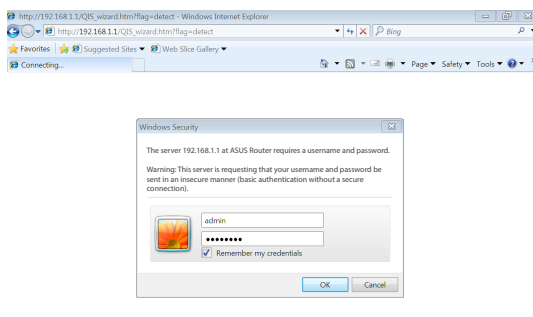 http://192.168.1.1/QIS_wizard.htm?flag=detect - Windows Internet Explorer
http://192.168.1.1/QIS_wizard.htm?flag=detect
Bing
Favorites
Suggested Sites
Web Slice Gallery
Connecting...
Page
Safety
Tools
Windows Security
The server 192.168.1.1 at ASUS Router requires a username and password.
Warning: This server is requesting that your username and password be
sent in an insecure manner (basic authentication without a secure
connection).
admin
••••••••
Remember my credentials
OK
Cancel